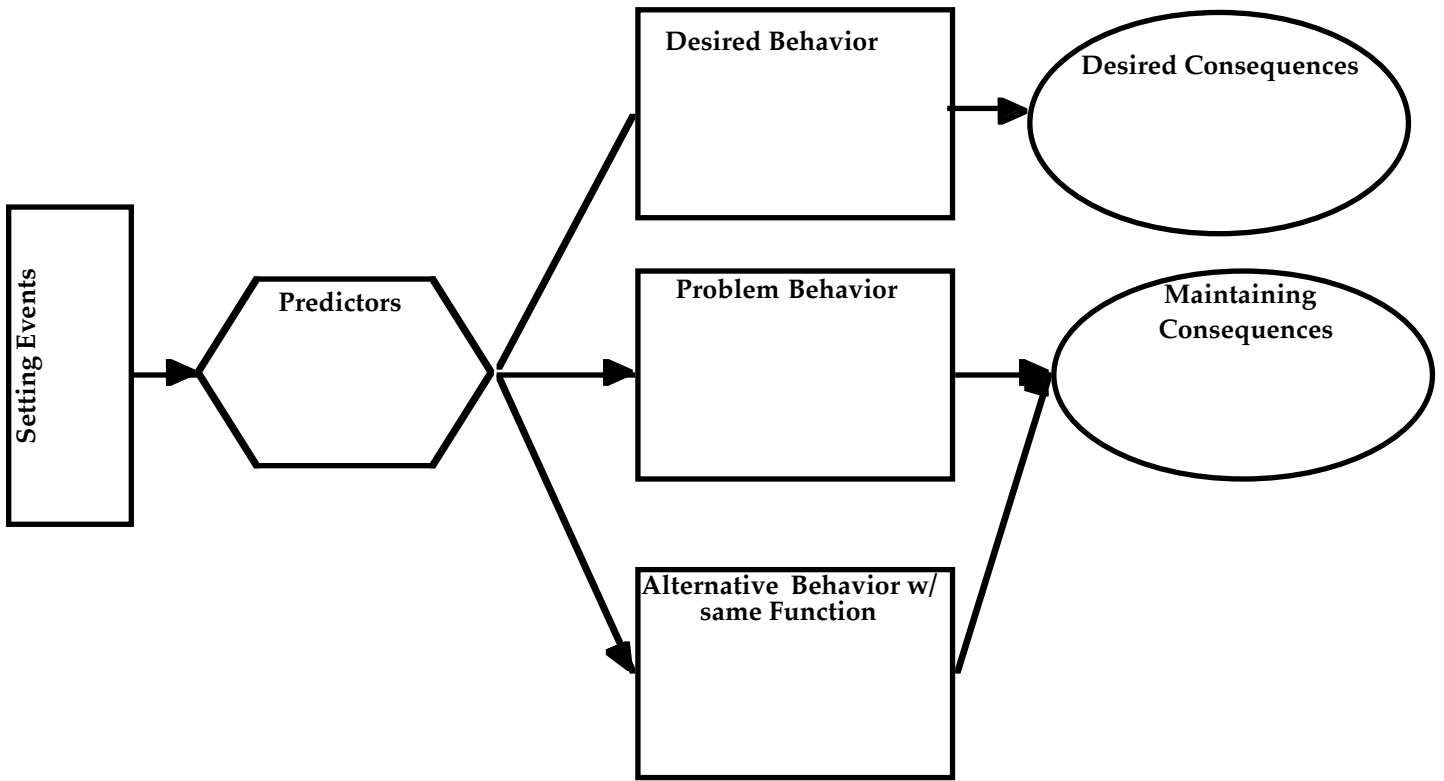 Setting Events
Predictors
Desired Behavior
Desired Consequences
Problem Behavior
Maintaining
Consequences
Alternative Behavior w/
same Function